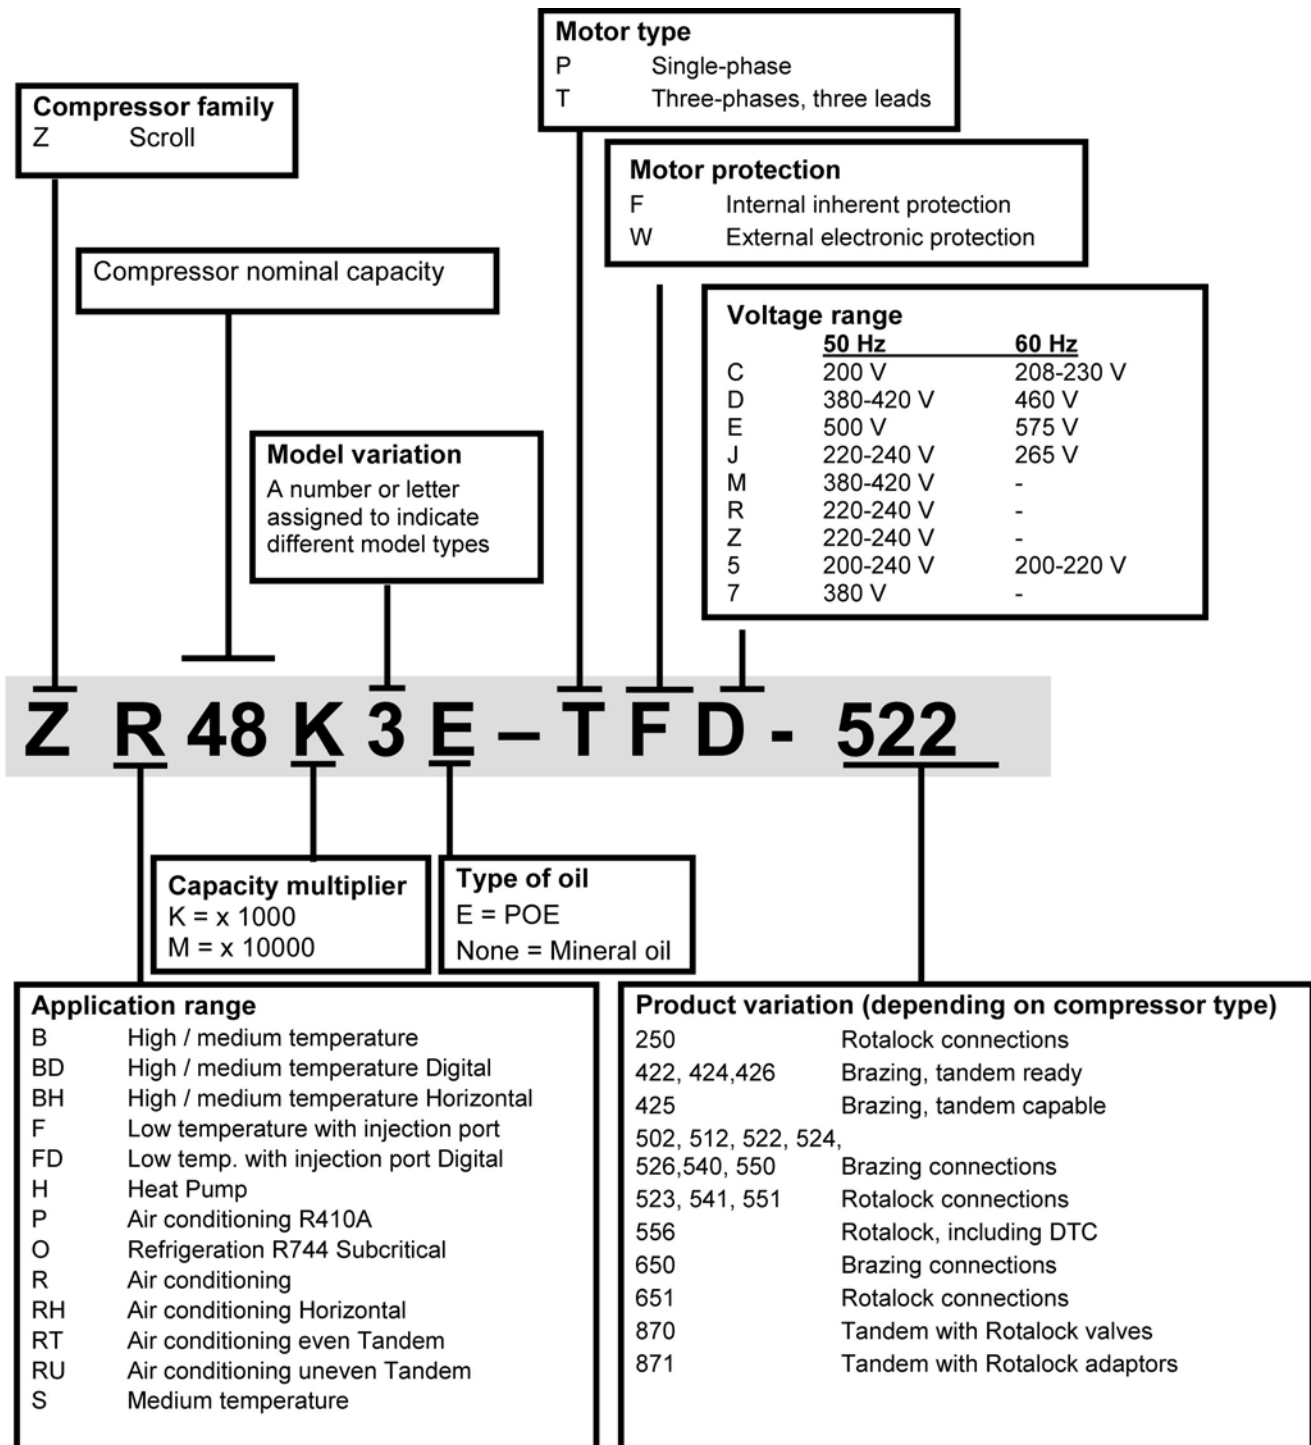 Motor type
P Single-phase
T Three-phases, three leads
Compressor family
Z Scroll
Motor protection
F Internal inherent protection
W External electronic protection
Compressor nominal capacity
Voltage range
50 Hz 60 Hz
C 200 V 208-230 V
D 380-420 V 460 V
E 500 V 575 V
J 220-240 V 265 V
M 380-420 V -
R 220-240 V -
Z 220-240 V -
5 200-240 V 200-220 V
7 380 V -
Model variation
A number or letter
assigned to indicate
different model types
Z R 48 K 3 E – T F D - 522
Capacity multiplier
K = x 1000
M = x 10000
Type of oil
E = POE
None = Mineral oil
Application range
B High / medium temperature
BD High / medium temperature Digital
BH High / medium temperature Horizontal
F Low temperature with injection port
FD Low temp. with injection port Digital
H Heat Pump
P Air conditioning R410A
O Refrigeration R744 Subcritical
R Air conditioning
RH Air conditioning Horizontal
RT Air conditioning even Tandem
RU Air conditioning uneven Tandem
S Medium temperature
Product variation (depending on compressor type)
250 Rotalock connections
422, 424,426 Brazing, tandem ready
425 Brazing, tandem capable
502, 512, 522, 524,
526,540, 550 Brazing connections
523, 541, 551 Rotalock connections
556 Rotalock, including DTC
650 Brazing connections
651 Rotalock connections
870 Tandem with Rotalock valves
871 Tandem with Rotalock adaptors